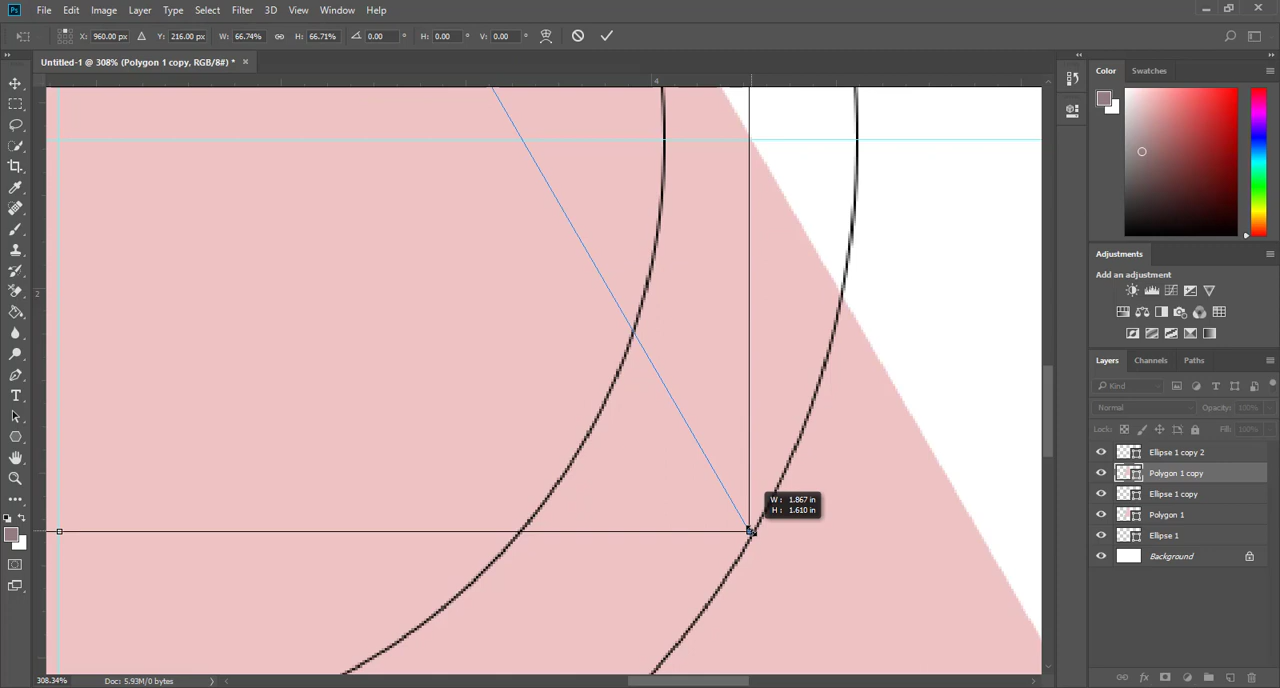 Ps File Edit Image Layer Type Select Filter 3D View Window Help
X: 960.00 px Y: 216.00 px W: 66.74% H: 66.71% 0.00 ° H: 0.00 ° V: 0.00 °
Untitled-1 @ 308% (Polygon 1 copy, RGB/8#) * ×
4
2
W: 1.867 in
H: 1.610 in
Color Swatches
Adjustments
Add an adjustment
Layers Channels Paths
Kind
Normal Opacity: 100%
Lock: Fill: 100%
Ellipse 1 copy 2
Polygon 1 copy
Ellipse 1 copy
Polygon 1
Ellipse 1
Background
fx
308.34% Doc: 5.93M/0 bytes